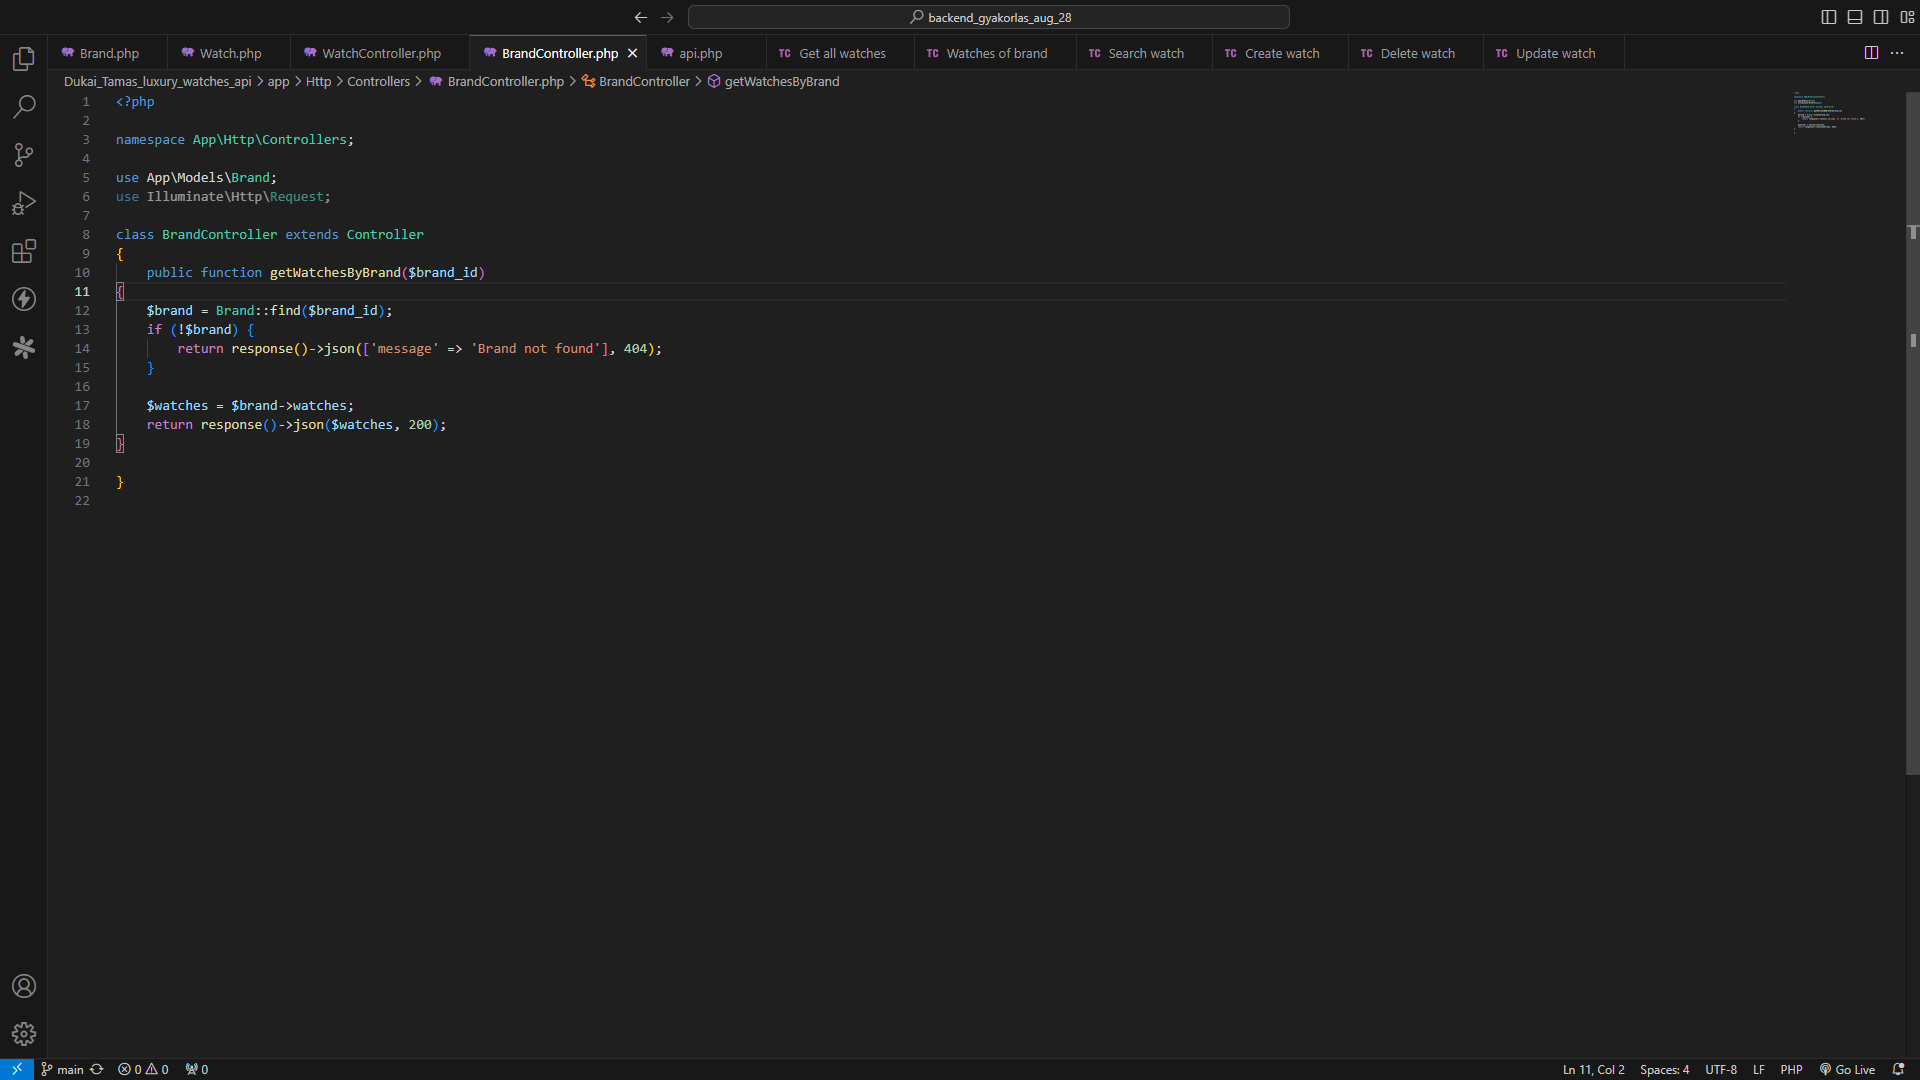 backend_gyakorlas_aug_28
Brand.php Watch.php WatchController.php BrandController.php api.php TC Get all watches TC Watches of brand TC Search watch TC Create watch TC Delete watch TC Update watch
Dukai_Tamas_luxury_watches_api > app > Http > Controllers > BrandController.php > BrandController > getWatchesByBrand
1 <?php
2
3 namespace App\Http\Controllers;
4
5 use App\Models\Brand;
6 use Illuminate\Http\Request;
7
8 class BrandController extends Controller
9 {
10     public function getWatchesByBrand($brand_id)
11 {
12     $brand = Brand::find($brand_id);
13     if (!$brand) {
14         return response()->json(['message' => 'Brand not found'], 404);
15     }
16
17     $watches = $brand->watches;
18     return response()->json($watches, 200);
19 }
20
21 }
22
main 0 0 0 Ln 11, Col 2 Spaces: 4 UTF-8 LF PHP Go Live